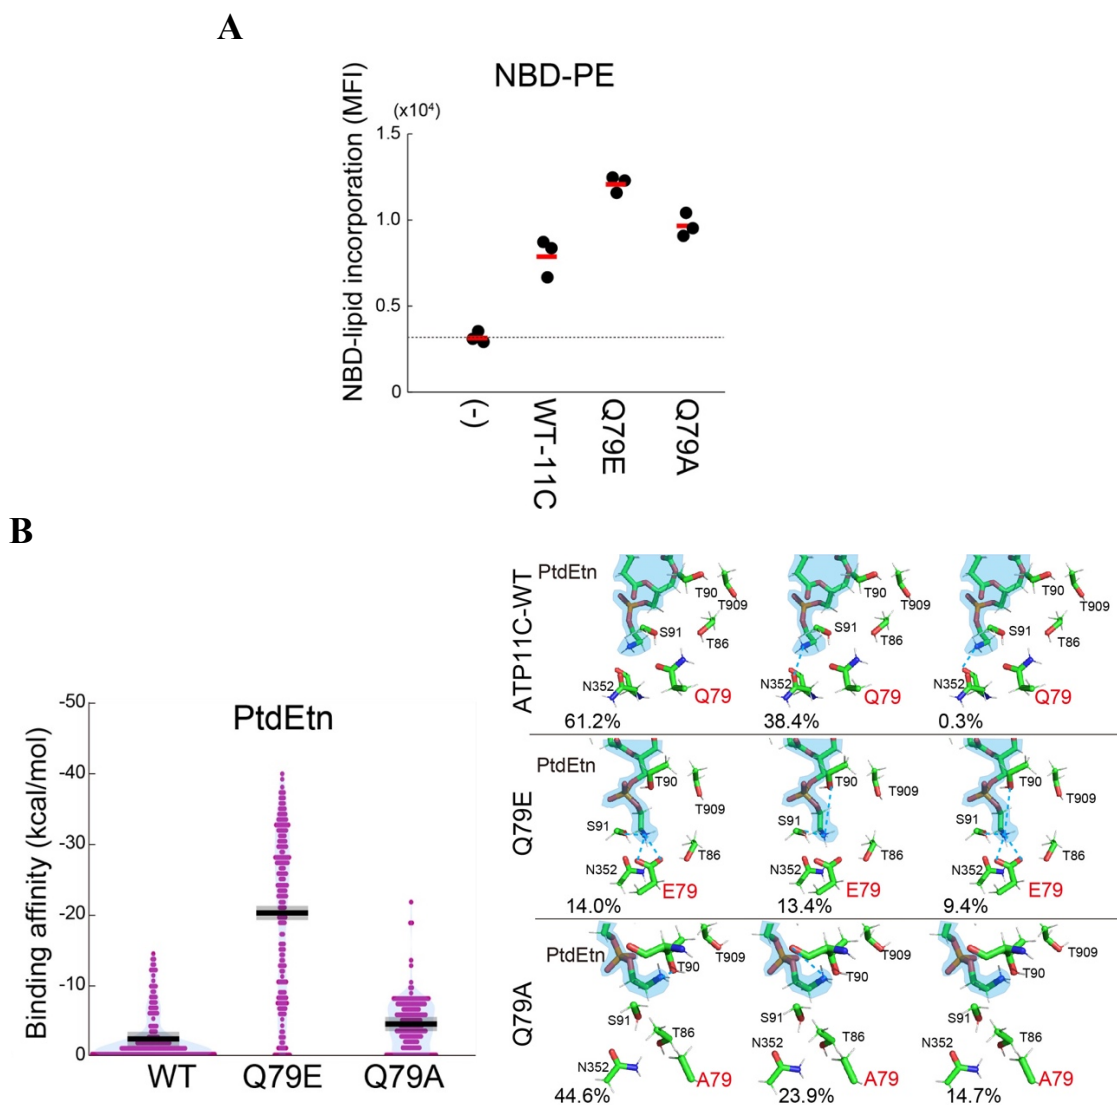 A
NBD-PE
(x10⁴)
NBD-lipid incorporation (MFI)
1.5
1.0
0.5
0
(-)
WT-11C
Q79E
Q79A
B
PtdEtn
Binding affinity (kcal/mol)
-50
-40
-30
-20
-10
0
WT
Q79E
Q79A
ATP11C-WT
PtdEtn
T90
T909
S91
T86
N352
Q79
61.2%
T90
T909
S91
T86
N352
Q79
38.4%
T90
T909
S91
T86
N352
Q79
0.3%
Q79E
PtdEtn
T90
T909
S91
T86
N352
E79
14.0%
T90
T909
S91
T86
N352
E79
13.4%
T90
T909
S91
T86
N352
E79
9.4%
Q79A
PtdEtn
T90
T909
S91
T86
N352
A79
44.6%
T90
T909
S91
T86
N352
A79
23.9%
T90
T909
S91
T86
N352
A79
14.7%